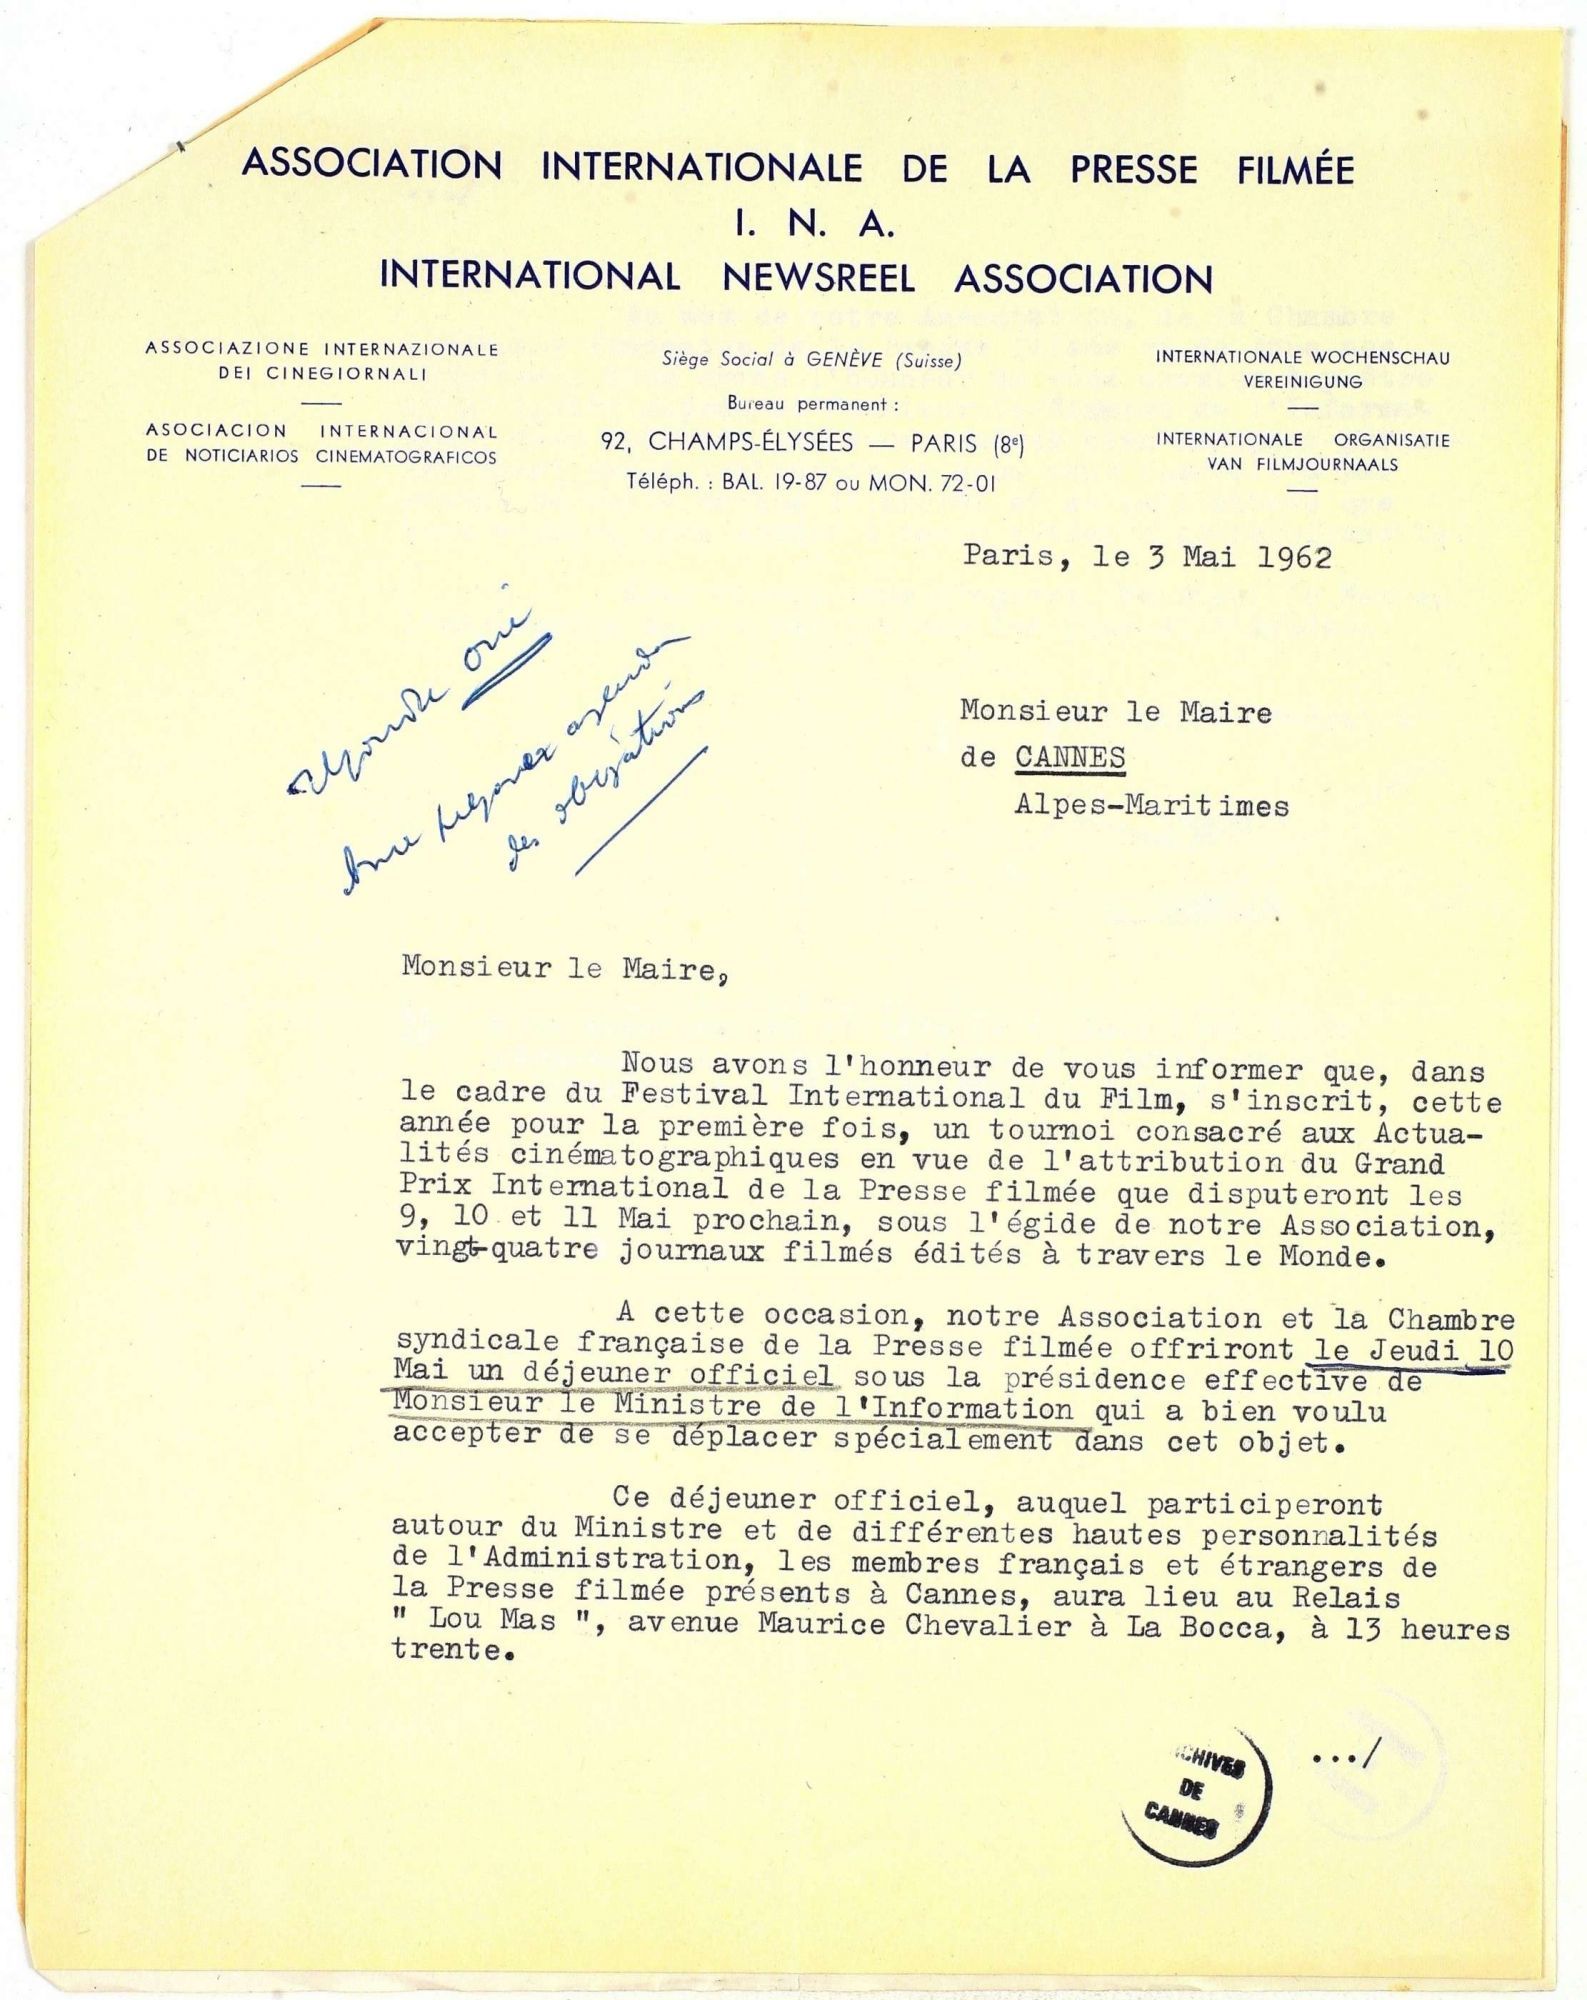 ASSOCIATION INTERNATIONALE DE LA PRESSE FILMÉE
I. N. A.
INTERNATIONAL NEWSREEL ASSOCIATION
ASSOCIAZIONE INTERNAZIONALE
DEI CINEGIORNALI
ASOCIACION INTERNACIONAL
DE NOTICIARIOS CINEMATOGRAFICOS
Siège Social à GENÈVE (Suisse)
Bureau permanent :
92, CHAMPS-ÉLYSÉES — PARIS (8e)
Téléph. : BAL. 19-87 ou MON. 72-01
INTERNATIONALE WOCHENSCHAU
VEREINIGUNG
INTERNATIONALE ORGANISATIE
VAN FILMJOURNAALS
Paris, le 3 Mai 1962
répondre oui
agenda
des obligations
Monsieur le Maire
de CANNES
Alpes-Maritimes
Monsieur le Maire,
Nous avons l'honneur de vous informer que, dans
le cadre du Festival International du Film, s'inscrit, cette
année pour la première fois, un tournoi consacré aux Actua-
lités cinématographiques en vue de l'attribution du Grand
Prix International de la Presse filmée que disputeront les
9, 10 et 11 Mai prochain, sous l'égide de notre Association,
vingt-quatre journaux filmés édités à travers le Monde.
A cette occasion, notre Association et la Chambre
syndicale française de la Presse filmée offriront le Jeudi 10
Mai un déjeuner officiel sous la présidence effective de
Monsieur le Ministre de l'Information qui a bien voulu
accepter de se déplacer spécialement dans cet objet.
Ce déjeuner officiel, auquel participeront
autour du Ministre et de différentes hautes personnalités
de l'Administration, les membres français et étrangers de
la Presse filmée présents à Cannes, aura lieu au Relais
" Lou Mas ", avenue Maurice Chevalier à La Bocca, à 13 heures
trente.
.../
CHIVES
DE
CANNES